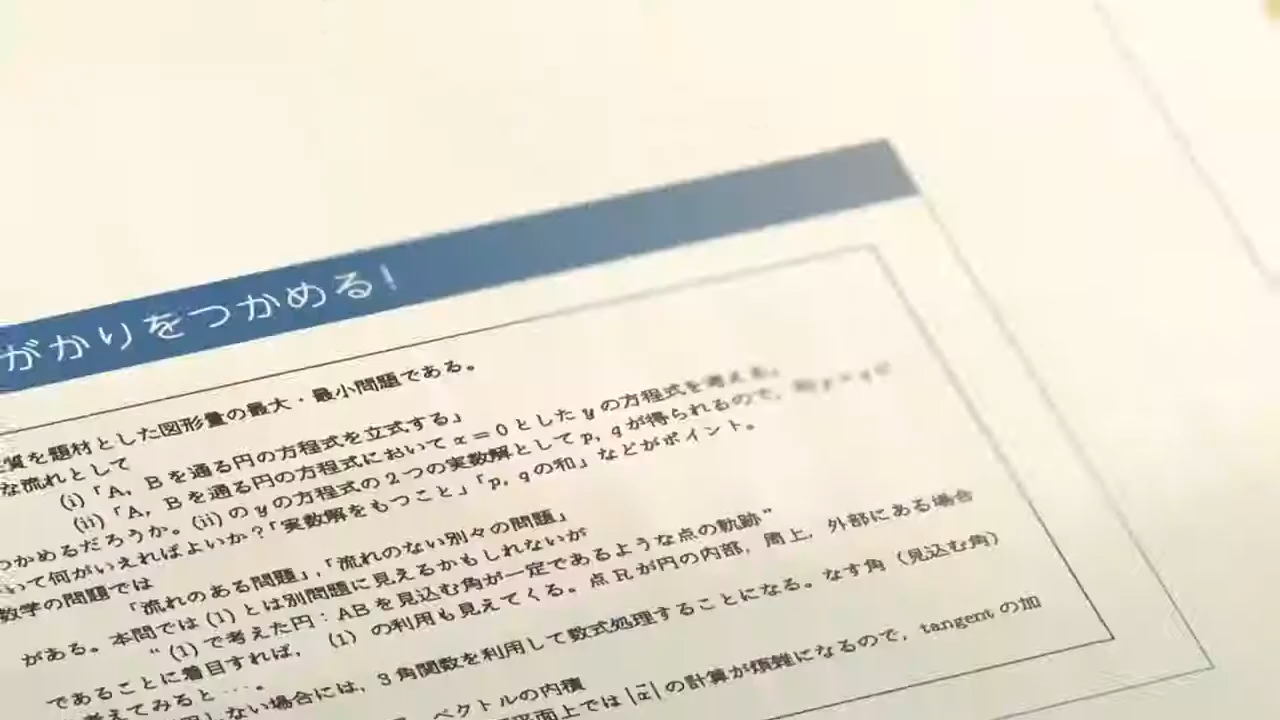 がかりをつかめる!
質を題材とした図形量の最大・最小問題である。
な流れとして
(i)「A, Bを通る円の方程式を立式する」
(ii)「A, Bを通る円の方程式においてx=0としたyの方程式を考える」
つかめるだろうか。(ii)のyの方程式の2つの実数解としてp, qが得られるので、
いて何がいえればよいか?「実数解をもつこと」「p, qの和」などがポイント。
数学の問題では
「流れのある問題」,「流れのない別々の問題」
がある。本問では(1)とは別問題に見えるかもしれないが
“(1)で考えた円:ABを見込む角が一定であるような点の軌跡”
であることに着目すれば, (1)の利用も見えてくる。点Rが円の内部, 周上, 外部にある場合
考えてみると…。
しない場合には, 3角関数を利用して数式処理することになる。なす角(見込む角)
ベクトルの内積
平面上では|x⃗|の計算が煩雑になるので, tangentの加